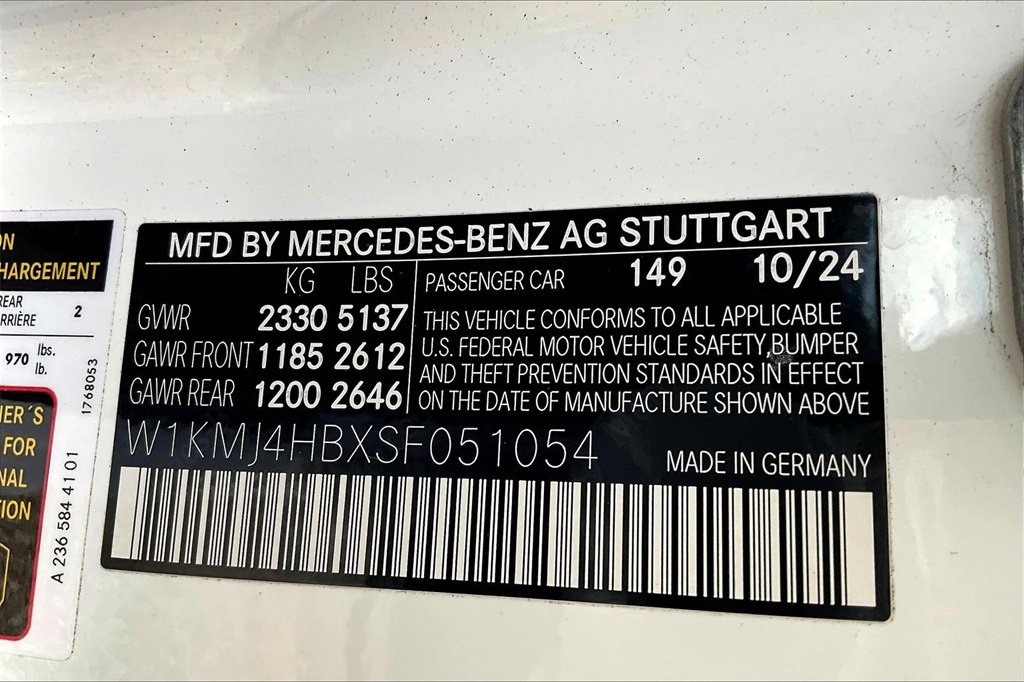 MFD BY MERCEDES-BENZ AG STUTTGART
KG LBS
GVWR 2330 5137
GAWR FRONT 1185 2612
GAWR REAR 1200 2646
PASSENGER CAR 149 10/24
THIS VEHICLE CONFORMS TO ALL APPLICABLE
U.S. FEDERAL MOTOR VEHICLE SAFETY, BUMPER
AND THEFT PREVENTION STANDARDS IN EFFECT
ON THE DATE OF MANUFACTURE SHOWN ABOVE
W1KMJ4HBXSF051054
MADE IN GERMANY
ON
HARGEMENT
REAR 2
RRIÈRE
970 lbs.
lb.
1768053
A 236 584 41 01
NER´S
FOR
NAL
TION